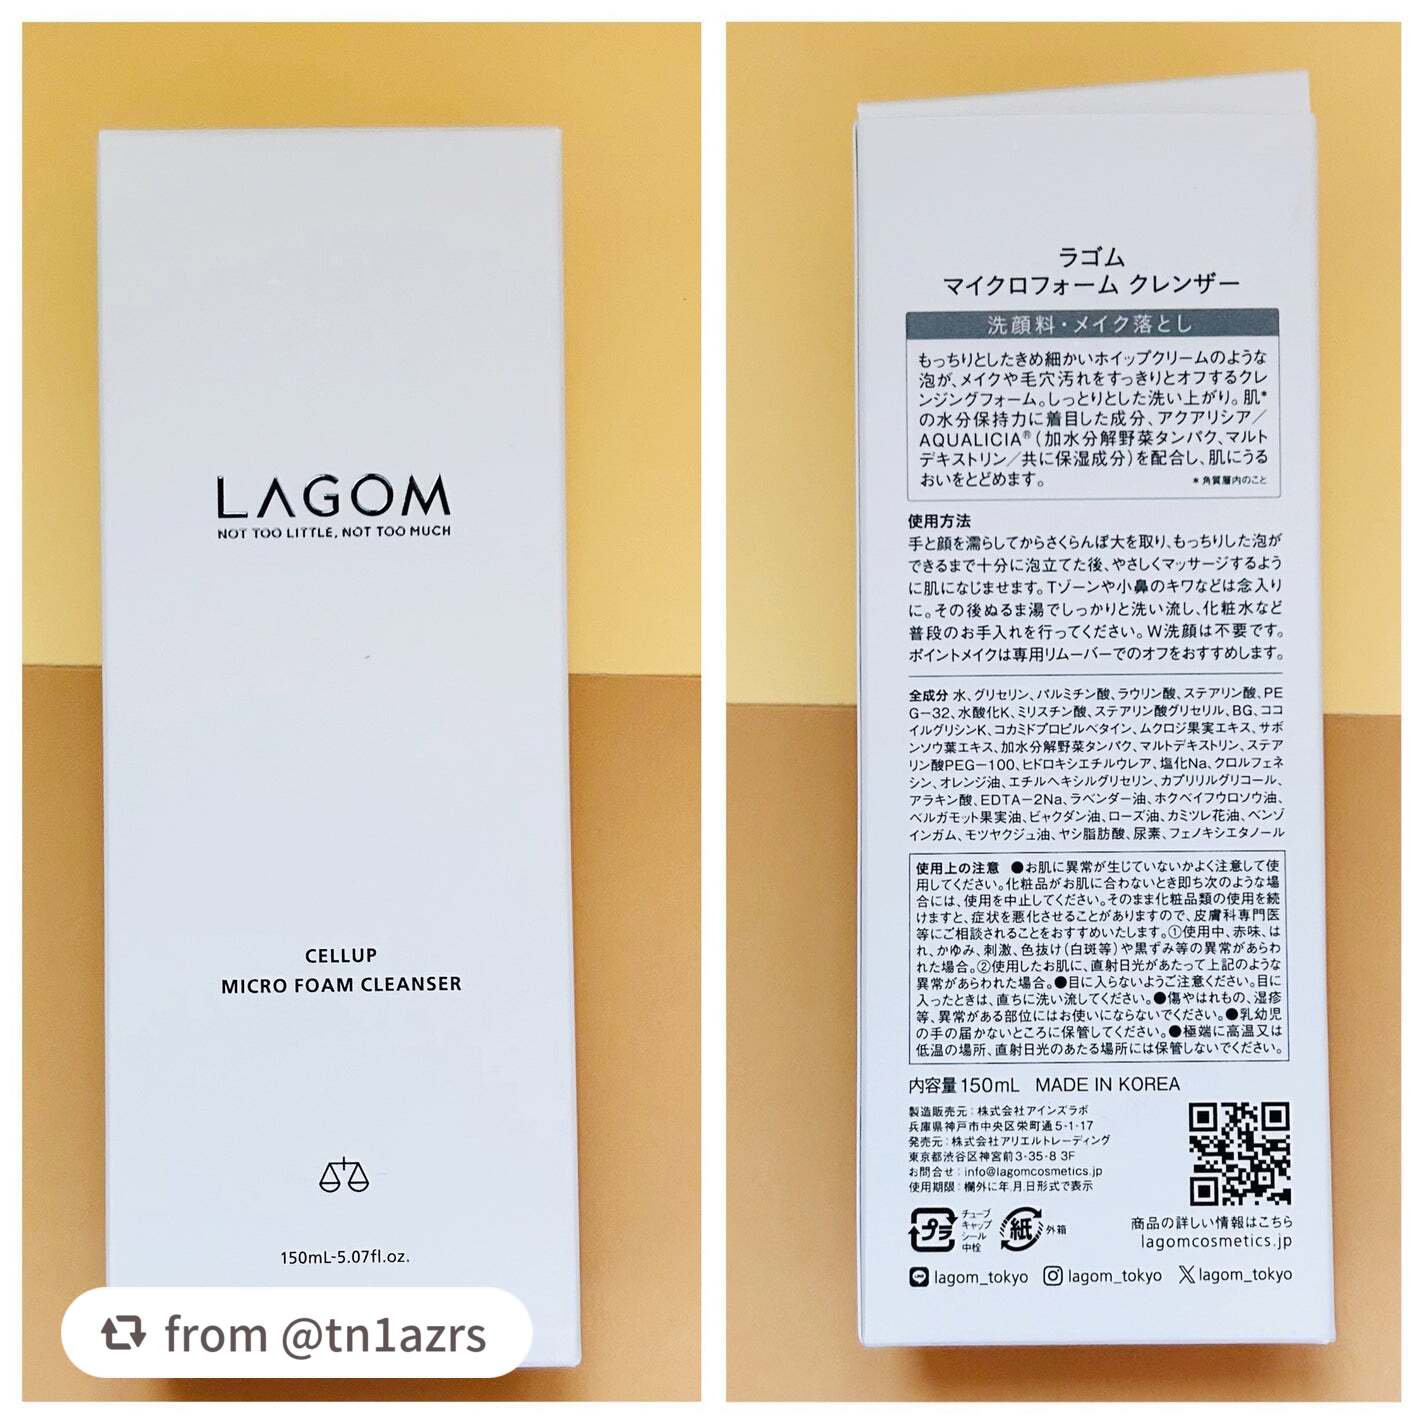 LAGOM
NOT TOO LITTLE, NOT TOO MUCH
CELLUP
MICRO FOAM CLEANSER
150mL-5.07fl.oz.
from @tn1azrs
ラゴム
マイクロフォーム クレンザー
洗顔料・メイク落とし
もっちりとしたきめ細かいホイップクリームのような
泡が、メイクや毛穴汚れをすっきりとオフするクレ
ンジングフォーム。しっとりとした洗い上がり。肌*
の水分保持力に着目した成分、アクアリシア／
AQUALICIA®（加水分解野菜タンパク、マルト
デキストリン／共に保湿成分）を配合し、肌にうる
おいをとどめます。
*角質層内のこと
使用方法
手と顔を濡らしてからさくらんぼ大を取り、もっちりした泡が
できるまで十分に泡立てた後、やさしくマッサージするよう
に肌になじませます。Tゾーンや小鼻のキワなどは念入り
に。その後ぬるま湯でしっかりと洗い流し、化粧水など
普段のお手入れを行ってください。W洗顔は不要です。
ポイントメイクは専用リムーバーでのオフをおすすめします。
全成分 水、グリセリン、パルミチン酸、ラウリン酸、ステアリン酸、PE
G－32、水酸化K、ミリスチン酸、ステアリン酸グリセリル、BG、ココ
イルグリシンK、コカミドプロピルベタイン、ムクロジ果実エキス、サボ
ンソウ葉エキス、加水分解野菜タンパク、マルトデキストリン、ステア
リン酸PEG－100、ヒドロキシエチルウレア、塩化Na、クロルフェネ
シン、オレンジ油、エチルヘキシルグリセリン、カプリリルグリコール、
アラキン酸、EDTA－2Na、ラベンダー油、ホクベイフウロソウ油、
ベルガモット果実油、ビャクダン油、ローズ油、カミツレ花油、ベンゾ
インガム、モツヤクジュ油、ヤシ脂肪酸、尿素、フェノキシエタノール
使用上の注意 ●お肌に異常が生じていないかよく注意して使
用してください。化粧品がお肌に合わないとき即ち次のような場
合には、使用を中止してください。そのまま化粧品類の使用を続
けますと、症状を悪化させることがありますので、皮膚科専門医
等にご相談されることをおすすめいたします。①使用中、赤味、は
れ、かゆみ、刺激、色抜け（白斑等）や黒ずみ等の異常があらわ
れた場合。②使用したお肌に、直射日光があたって上記のような
異常があらわれた場合。●目に入らないようご注意ください。目に
入ったときは、直ちに洗い流してください。●傷やはれもの、湿疹
等、異常がある部位にはお使いにならないでください。●乳幼児
の手の届かないところに保管してください。●極端に高温又は
低温の場所、直射日光のあたる場所には保管しないでください。
内容量150mL MADE IN KOREA
製造販売元：株式会社アインズラボ
兵庫県神戸市中央区栄町通5-1-17
発売元：株式会社アリエルトレーディング
東京都渋谷区神宮前3-35-8 3F
お問合せ：info@lagomcosmetics.jp
使用期限：欄外に年.月.日形式で表示
プラ
チューブ
キャップ
シール
中栓
紙
外箱
商品の詳しい情報はこちら
lagomcosmetics.jp
LINE lagom_tokyo lagom_tokyo X lagom_tokyo